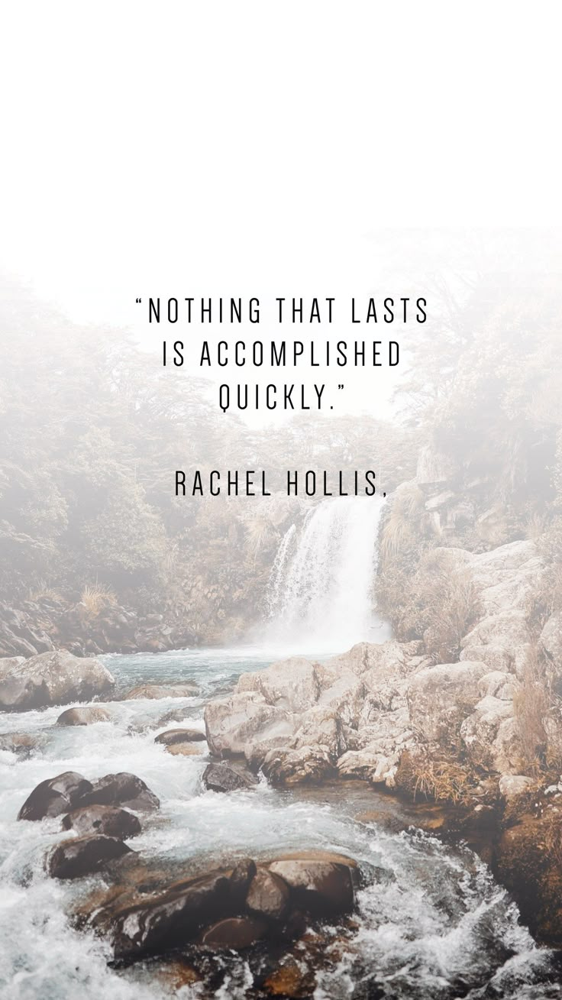 “NOTHING THAT LASTS
IS ACCOMPLISHED
QUICKLY.”
RACHEL HOLLIS,